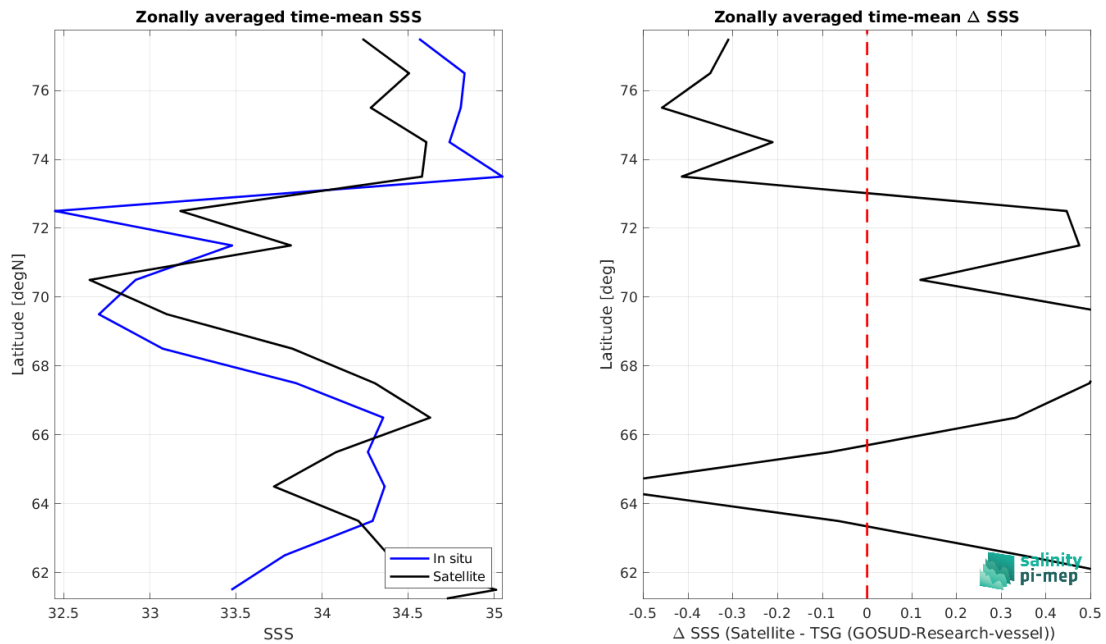 Zonally averaged time-mean SSS
76
74
72
70
68
66
64
62
Latitude [degN]
32.5 33 33.5 34 34.5 35
SSS
In situ
Satellite
Zonally averaged time-mean Δ SSS
76
74
72
70
68
66
64
62
Latitude [deg]
-0.5 -0.4 -0.3 -0.2 -0.1 0 0.1 0.2 0.3 0.4 0.5
Δ SSS (Satellite - TSG (GOSUD-Research-vessel))
salinity
pi-mep